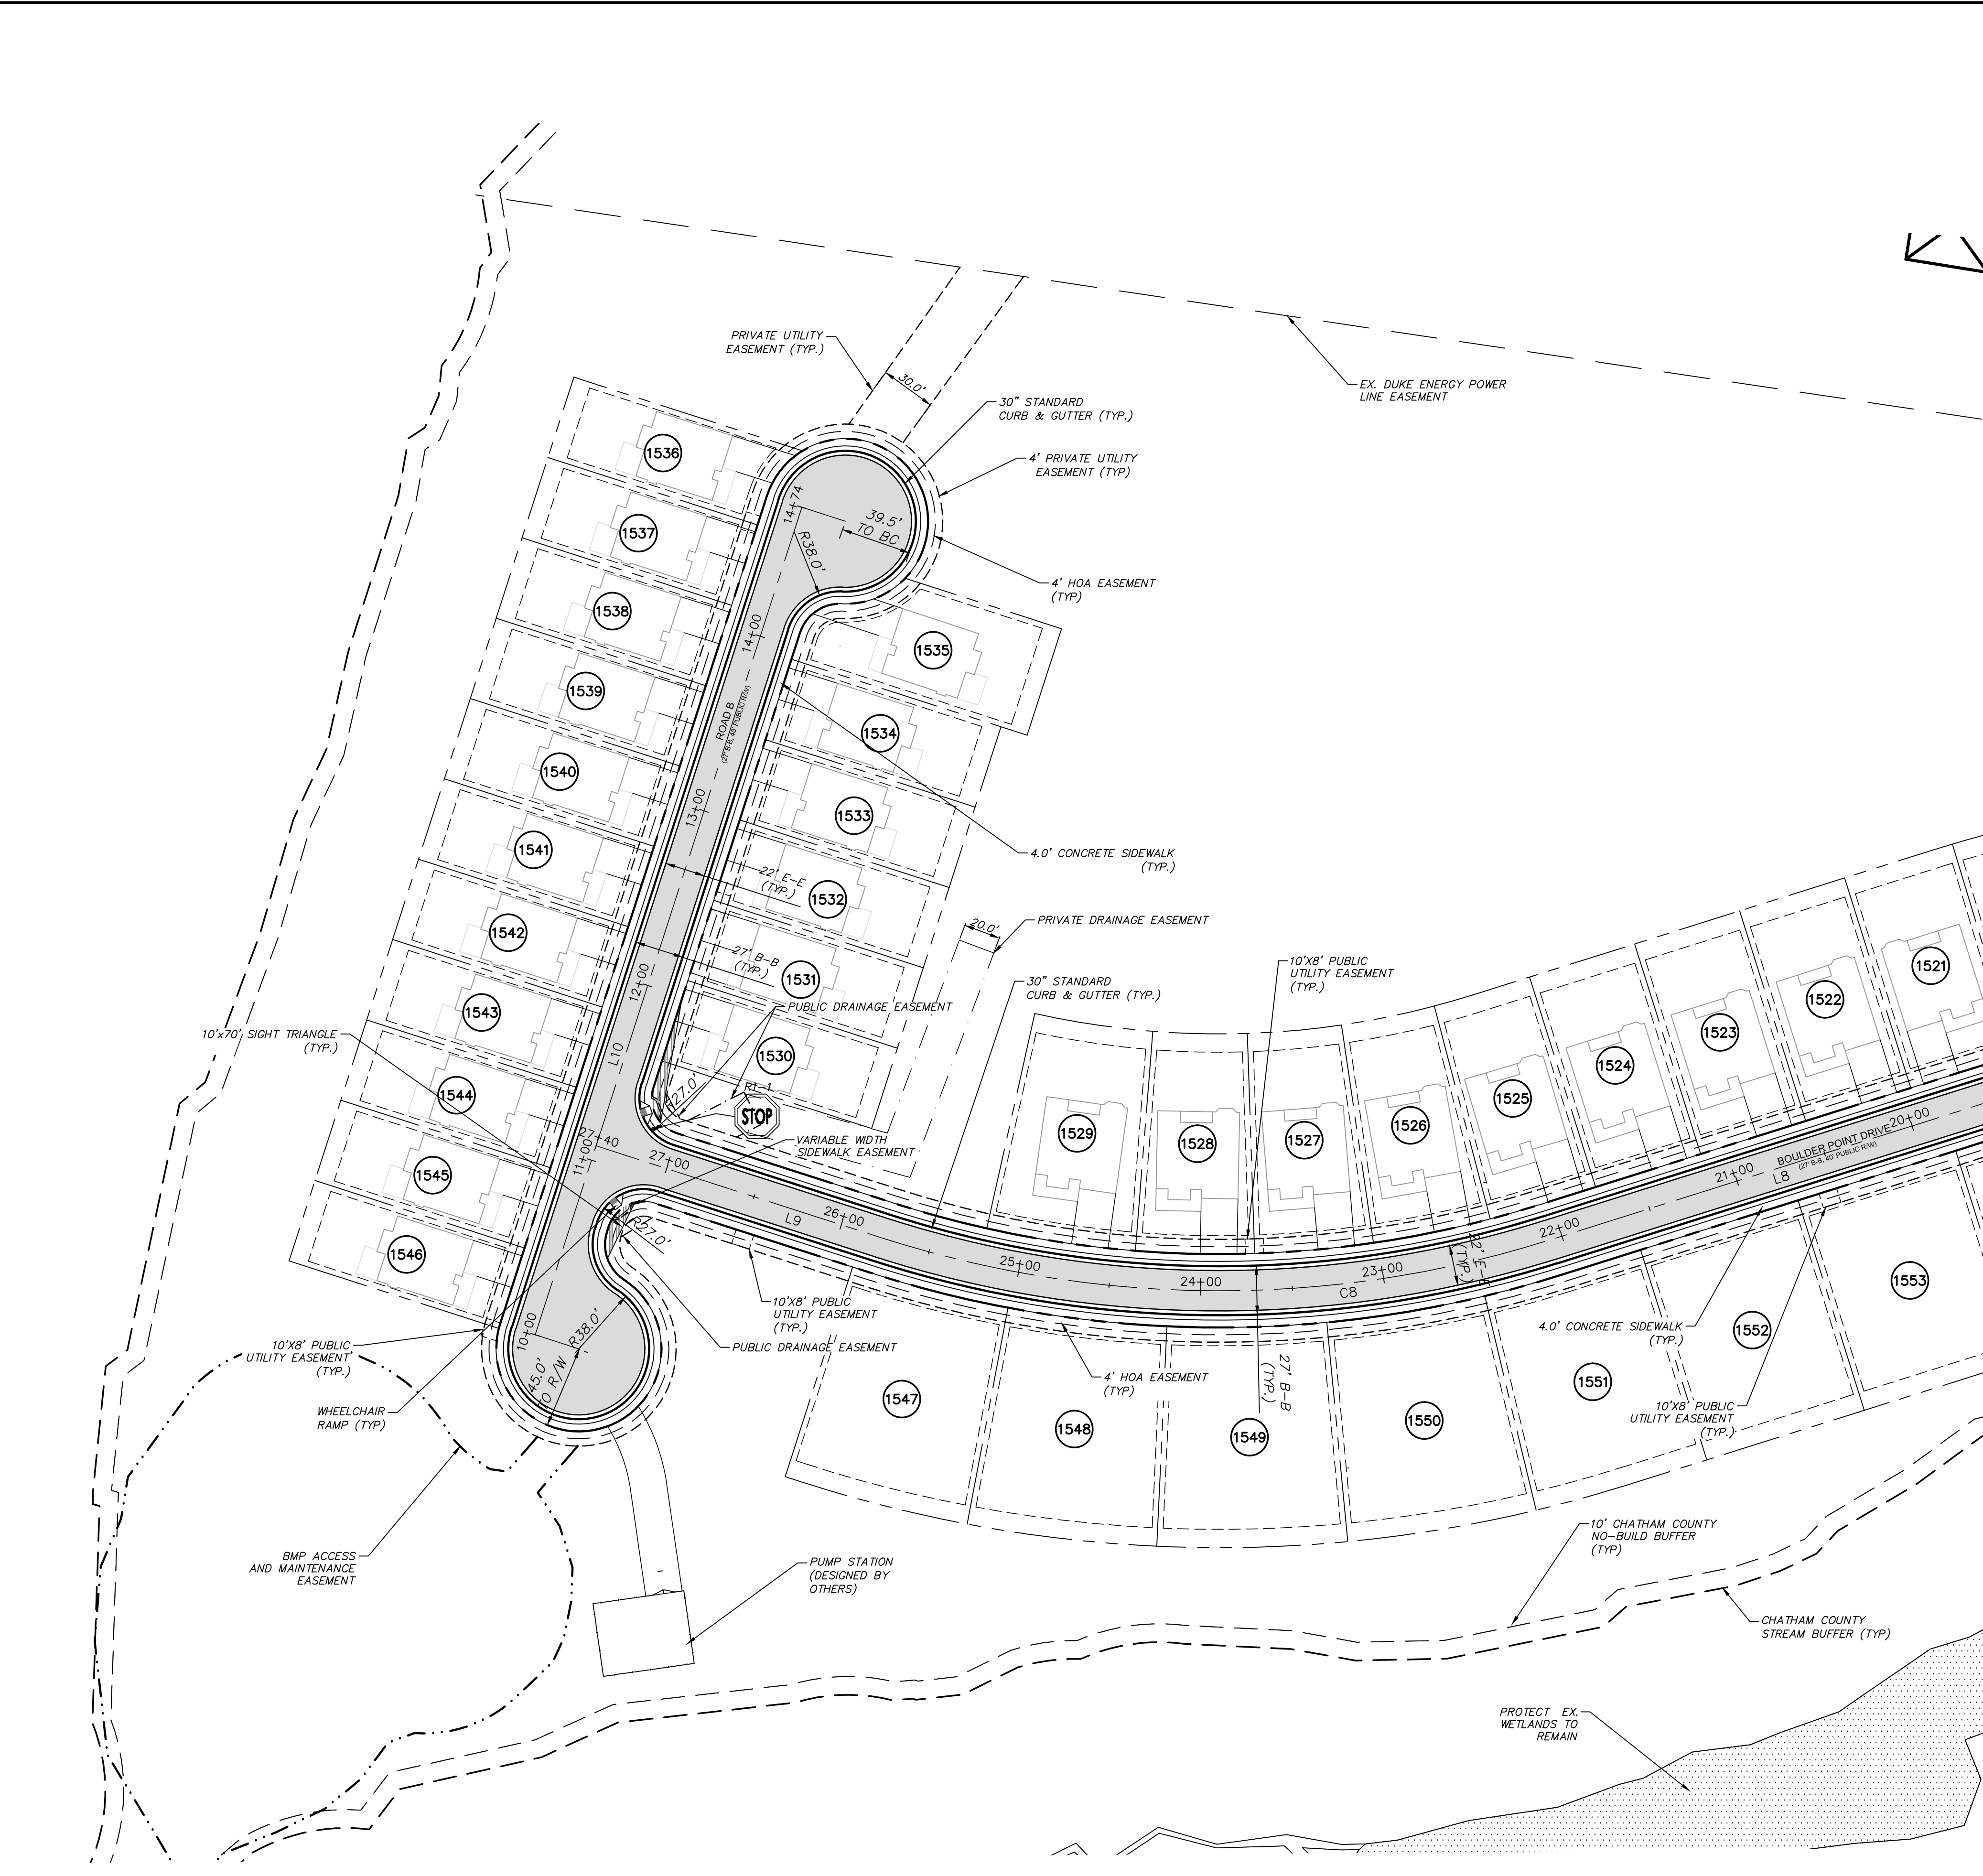 PRIVATE UTILITY
EASEMENT (TYP.)
30.0'
EX. DUKE ENERGY POWER
LINE EASEMENT
30" STANDARD
CURB & GUTTER (TYP.)
4' PRIVATE UTILITY
EASEMENT (TYP)
1536
14+74
39.5'
TO BC
1537
R38.0'
4' HOA EASEMENT
(TYP)
1538
14+00
1535
1539
ROAD B
(27' B-B, 40' PUBLIC R/W)
1534
1540
13+00
1533
1541
4.0' CONCRETE SIDEWALK
(TYP.)
22' E-E
(TYP.)
1532
20.0'
PRIVATE DRAINAGE EASEMENT
1542
27' B-B
(TYP.)
1531
12+00
30" STANDARD
CURB & GUTTER (TYP.)
10'X8' PUBLIC
UTILITY EASEMENT
(TYP.)
1521
1522
PUBLIC DRAINAGE EASEMENT
1543
10'x70' SIGHT TRIANGLE
(TYP.)
L10
1530
1523
1524
1544
R27.0'
R1-1
STOP
1525
1526
1527
1528
1529
27+40
11+00
27+00
VARIABLE WIDTH
SIDEWALK EASEMENT
BOULDER POINT DRIVE
(27' B-B, 40' PUBLIC R/W)
20+00
1545
21+00
L8
R27.0'
L9
26+00
22+00
1546
25+00
24+00
23+00
C8
22' E-E
(TYP.)
1553
10'X8' PUBLIC
UTILITY EASEMENT
(TYP.)
10+00
R38.0'
10'X8' PUBLIC
UTILITY EASEMENT
(TYP.)
PUBLIC DRAINAGE EASEMENT
4.0' CONCRETE SIDEWALK
(TYP.)
1552
45.0'
TO R/W
4' HOA EASEMENT
(TYP)
27' B-B
(TYP.)
1551
1547
WHEELCHAIR
RAMP (TYP)
1548
1549
1550
10'X8' PUBLIC
UTILITY EASEMENT
(TYP.)
10' CHATHAM COUNTY
NO-BUILD BUFFER
(TYP)
BMP ACCESS
AND MAINTENANCE
EASEMENT
PUMP STATION
(DESIGNED BY
OTHERS)
CHATHAM COUNTY
STREAM BUFFER (TYP)
PROTECT EX.
WETLANDS TO
REMAIN